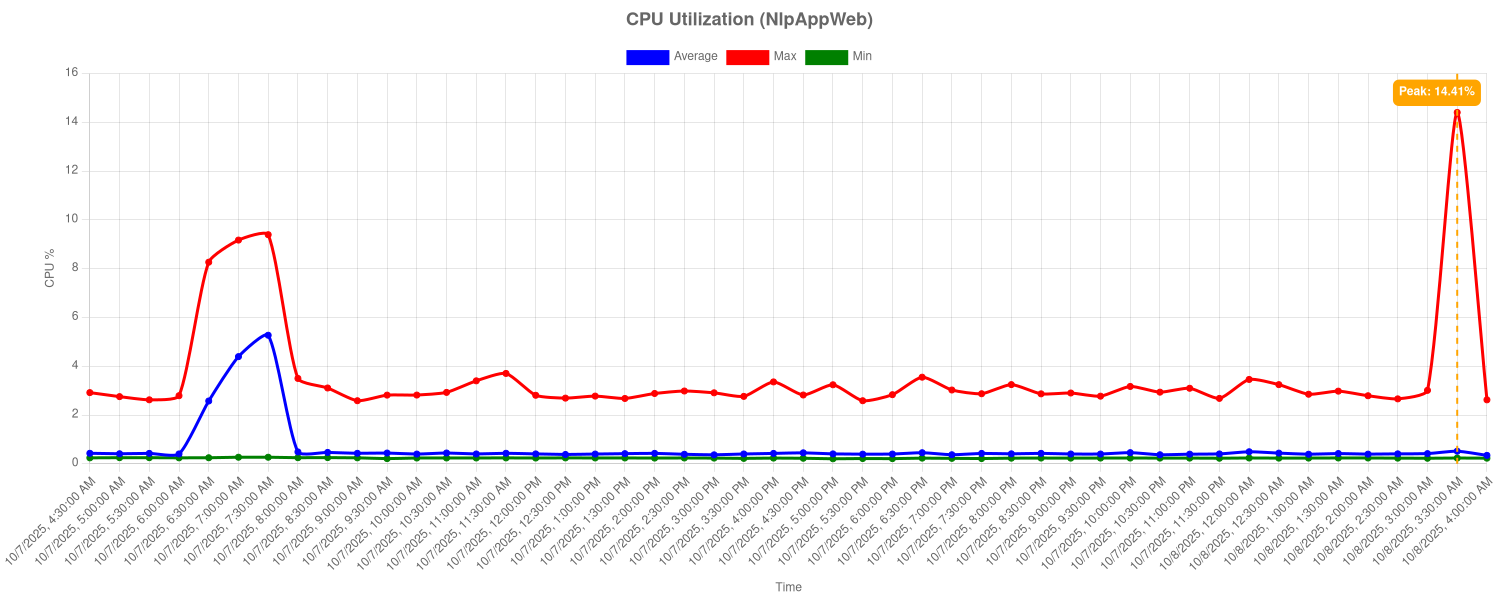 CPU Utilization (NlpAppWeb)
Average Max Min
Peak: 14.41%
16
14
12
10
8
6
4
2
0
CPU %
10/7/2025, 4:30:00 AM
10/7/2025, 5:00:00 AM
10/7/2025, 5:30:00 AM
10/7/2025, 6:00:00 AM
10/7/2025, 6:30:00 AM
10/7/2025, 7:00:00 AM
10/7/2025, 7:30:00 AM
10/7/2025, 8:00:00 AM
10/7/2025, 8:30:00 AM
10/7/2025, 9:00:00 AM
10/7/2025, 9:30:00 AM
10/7/2025, 10:00:00 AM
10/7/2025, 10:30:00 AM
10/7/2025, 11:00:00 AM
10/7/2025, 11:30:00 AM
10/7/2025, 12:00:00 PM
10/7/2025, 12:30:00 PM
10/7/2025, 1:00:00 PM
10/7/2025, 1:30:00 PM
10/7/2025, 2:00:00 PM
10/7/2025, 2:30:00 PM
10/7/2025, 3:00:00 PM
10/7/2025, 3:30:00 PM
10/7/2025, 4:00:00 PM
10/7/2025, 4:30:00 PM
10/7/2025, 5:00:00 PM
10/7/2025, 5:30:00 PM
10/7/2025, 6:00:00 PM
10/7/2025, 6:30:00 PM
10/7/2025, 7:00:00 PM
10/7/2025, 7:30:00 PM
10/7/2025, 8:00:00 PM
10/7/2025, 8:30:00 PM
10/7/2025, 9:00:00 PM
10/7/2025, 9:30:00 PM
10/7/2025, 10:00:00 PM
10/7/2025, 10:30:00 PM
10/7/2025, 11:00:00 PM
10/7/2025, 11:30:00 PM
10/8/2025, 12:00:00 AM
10/8/2025, 12:30:00 AM
10/8/2025, 1:00:00 AM
10/8/2025, 1:30:00 AM
10/8/2025, 2:00:00 AM
10/8/2025, 2:30:00 AM
10/8/2025, 3:00:00 AM
10/8/2025, 3:30:00 AM
10/8/2025, 4:00:00 AM
Time